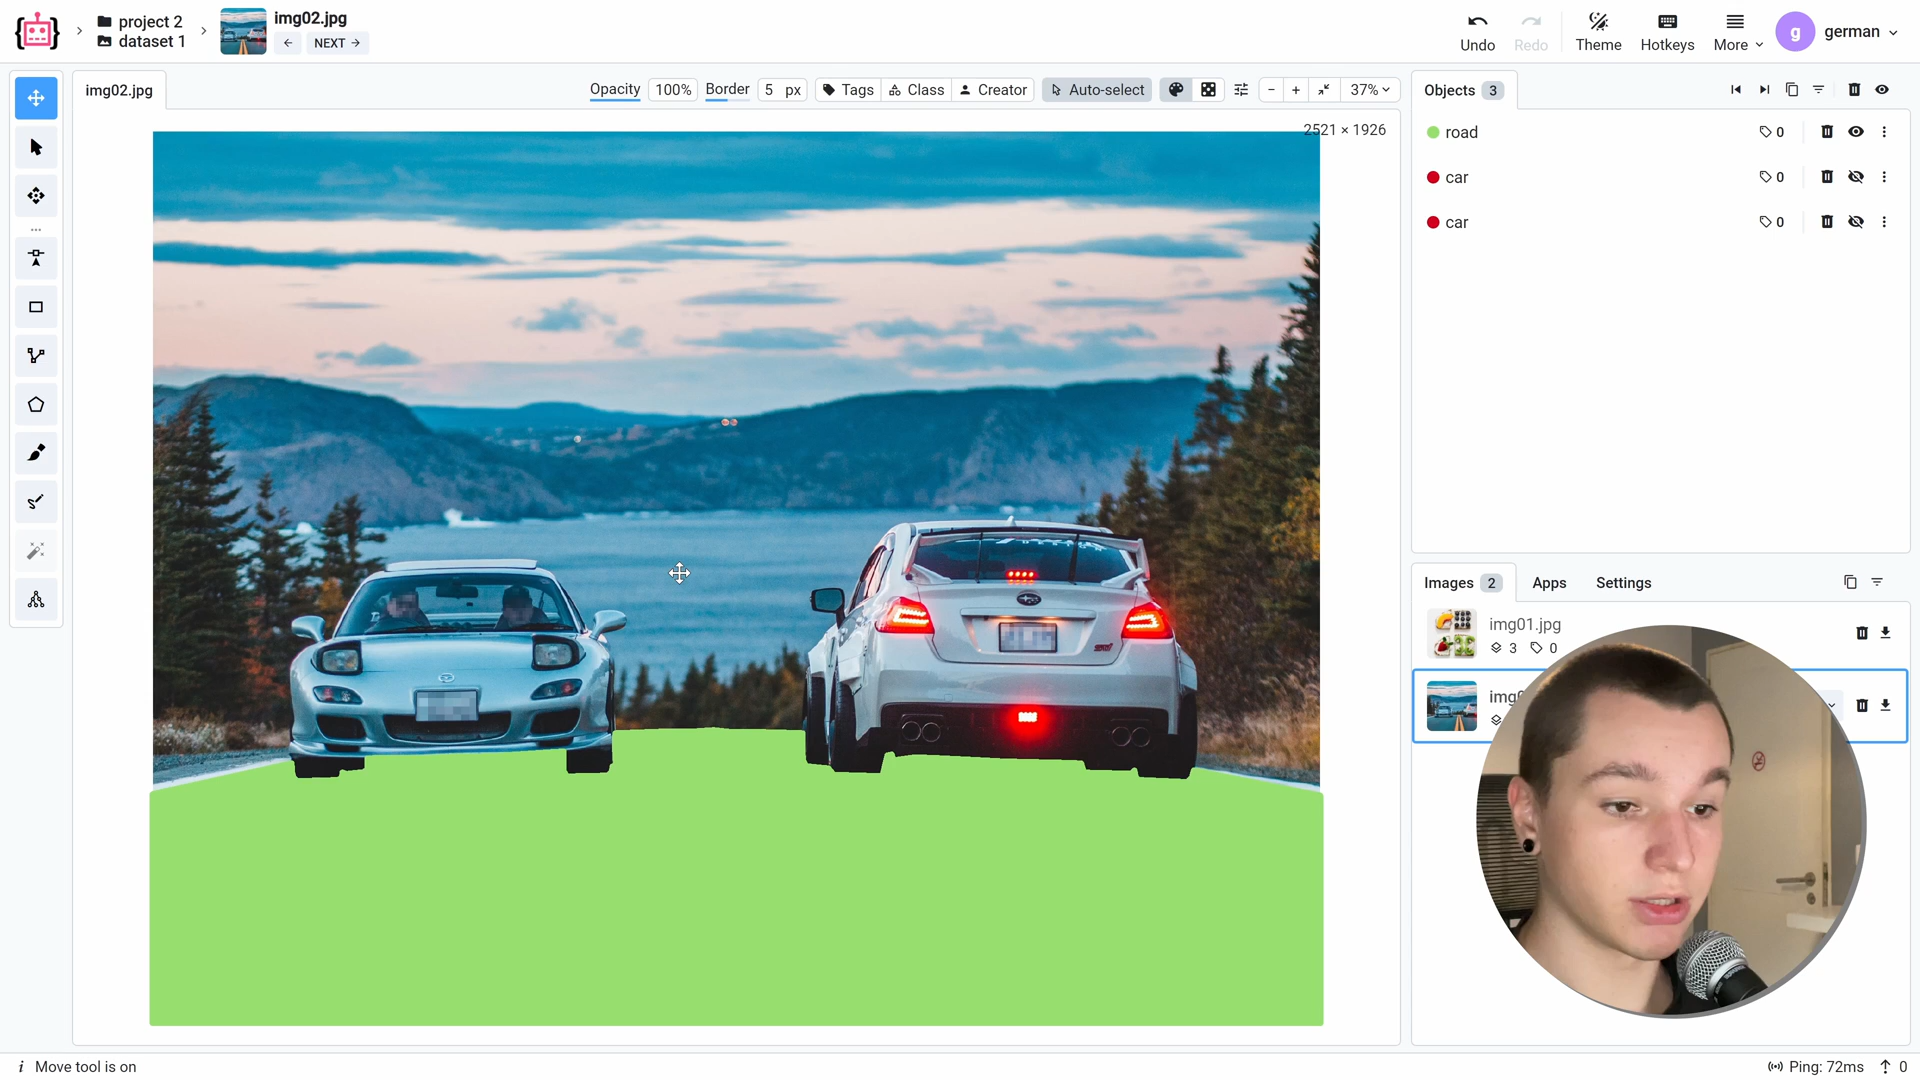 project 2
dataset 1
img02.jpg
NEXT
Undo
Redo
Theme
Hotkeys
More
g
german
img02.jpg
Opacity
100%
Border
5 px
Tags
Class
Creator
Auto-select
37%
2521 × 1926
Objects 3
road
0
car
0
car
0
Images 2
Apps
Settings
img01.jpg
3
0
Move tool is on
Ping: 72ms
0